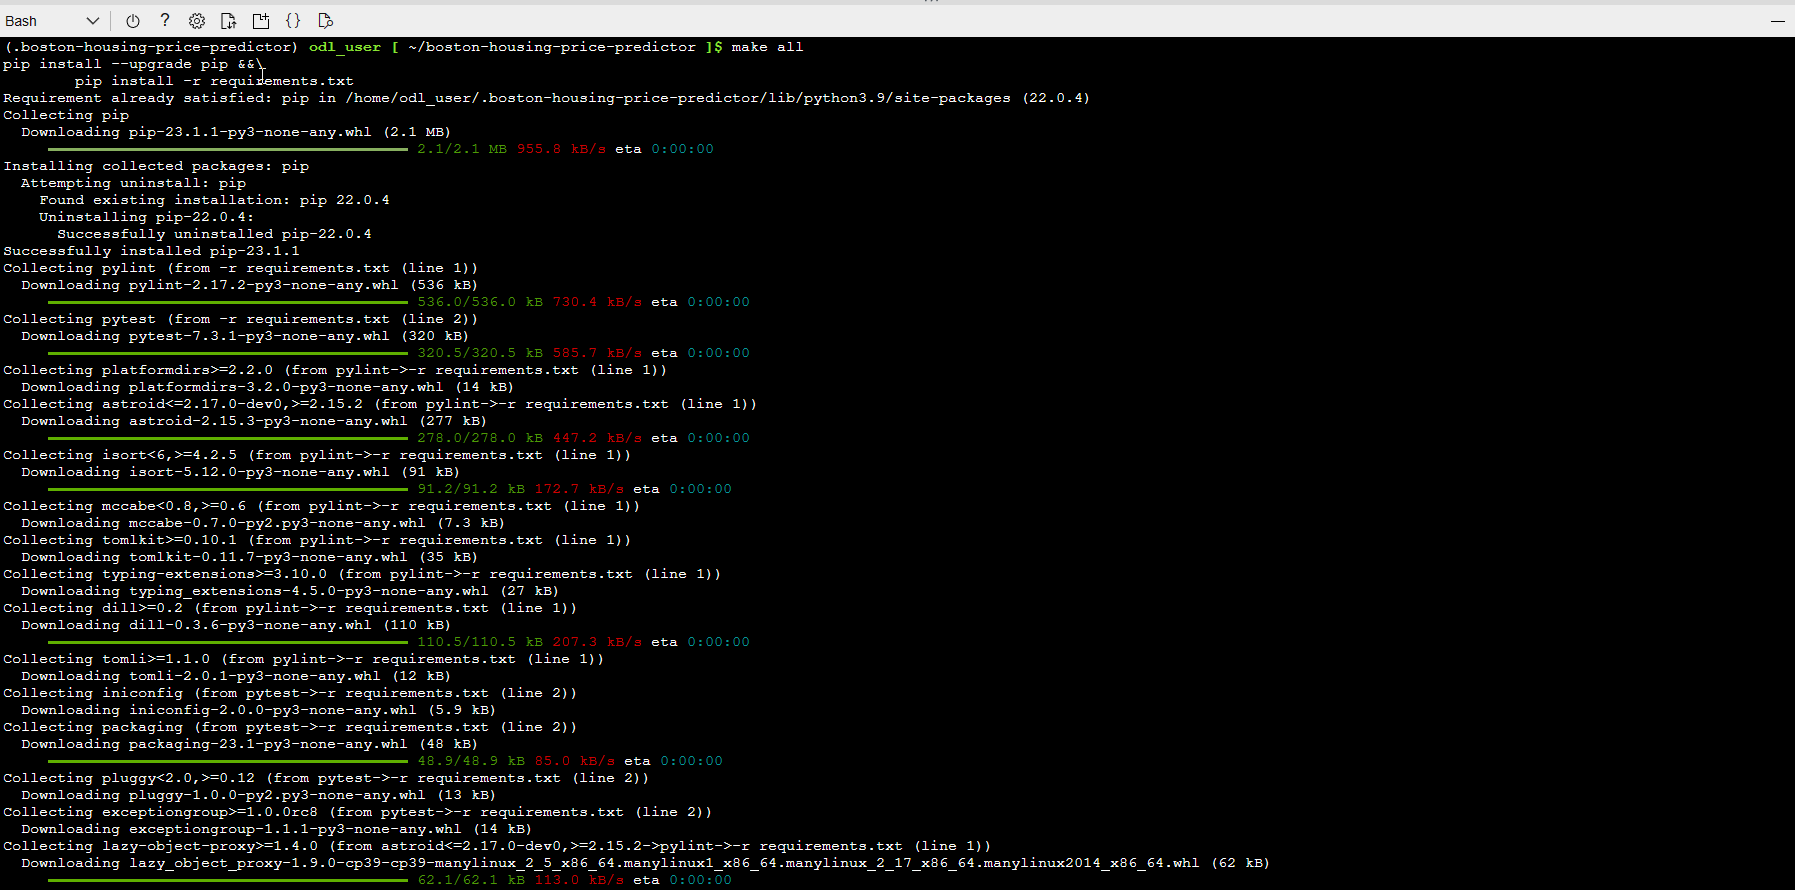 Bash
(.boston-housing-price-predictor) odl_user [ ~/boston-housing-price-predictor ]$ make all
pip install --upgrade pip &&\
        pip install -r requirements.txt
Requirement already satisfied: pip in /home/odl_user/.boston-housing-price-predictor/lib/python3.9/site-packages (22.0.4)
Collecting pip
  Downloading pip-23.1.1-py3-none-any.whl (2.1 MB)
2.1/2.1 MB 955.8 kB/s eta 0:00:00
Installing collected packages: pip
  Attempting uninstall: pip
    Found existing installation: pip 22.0.4
    Uninstalling pip-22.0.4:
      Successfully uninstalled pip-22.0.4
Successfully installed pip-23.1.1
Collecting pylint (from -r requirements.txt (line 1))
  Downloading pylint-2.17.2-py3-none-any.whl (536 kB)
536.0/536.0 kB 730.4 kB/s eta 0:00:00
Collecting pytest (from -r requirements.txt (line 2))
  Downloading pytest-7.3.1-py3-none-any.whl (320 kB)
320.5/320.5 kB 585.7 kB/s eta 0:00:00
Collecting platformdirs>=2.2.0 (from pylint->-r requirements.txt (line 1))
  Downloading platformdirs-3.2.0-py3-none-any.whl (14 kB)
Collecting astroid<=2.17.0-dev0,>=2.15.2 (from pylint->-r requirements.txt (line 1))
  Downloading astroid-2.15.3-py3-none-any.whl (277 kB)
278.0/278.0 kB 447.2 kB/s eta 0:00:00
Collecting isort<6,>=4.2.5 (from pylint->-r requirements.txt (line 1))
  Downloading isort-5.12.0-py3-none-any.whl (91 kB)
91.2/91.2 kB 172.7 kB/s eta 0:00:00
Collecting mccabe<0.8,>=0.6 (from pylint->-r requirements.txt (line 1))
  Downloading mccabe-0.7.0-py2.py3-none-any.whl (7.3 kB)
Collecting tomlkit>=0.10.1 (from pylint->-r requirements.txt (line 1))
  Downloading tomlkit-0.11.7-py3-none-any.whl (35 kB)
Collecting typing-extensions>=3.10.0 (from pylint->-r requirements.txt (line 1))
  Downloading typing_extensions-4.5.0-py3-none-any.whl (27 kB)
Collecting dill>=0.2 (from pylint->-r requirements.txt (line 1))
  Downloading dill-0.3.6-py3-none-any.whl (110 kB)
110.5/110.5 kB 207.3 kB/s eta 0:00:00
Collecting tomli>=1.1.0 (from pylint->-r requirements.txt (line 1))
  Downloading tomli-2.0.1-py3-none-any.whl (12 kB)
Collecting iniconfig (from pytest->-r requirements.txt (line 2))
  Downloading iniconfig-2.0.0-py3-none-any.whl (5.9 kB)
Collecting packaging (from pytest->-r requirements.txt (line 2))
  Downloading packaging-23.1-py3-none-any.whl (48 kB)
48.9/48.9 kB 85.0 kB/s eta 0:00:00
Collecting pluggy<2.0,>=0.12 (from pytest->-r requirements.txt (line 2))
  Downloading pluggy-1.0.0-py2.py3-none-any.whl (13 kB)
Collecting exceptiongroup>=1.0.0rc8 (from pytest->-r requirements.txt (line 2))
  Downloading exceptiongroup-1.1.1-py3-none-any.whl (14 kB)
Collecting lazy-object-proxy>=1.4.0 (from astroid<=2.17.0-dev0,>=2.15.2->pylint->-r requirements.txt (line 1))
  Downloading lazy_object_proxy-1.9.0-cp39-cp39-manylinux_2_5_x86_64.manylinux1_x86_64.manylinux_2_17_x86_64.manylinux2014_x86_64.whl (62 kB)
62.1/62.1 kB 113.0 kB/s eta 0:00:00